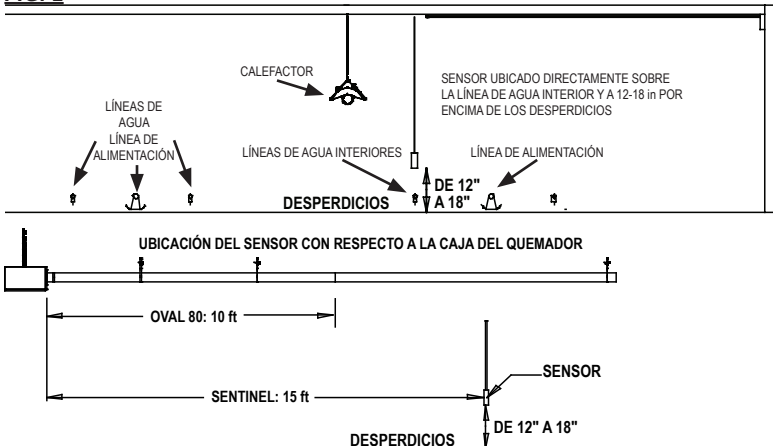 CALEFACTOR
SENSOR UBICADO DIRECTAMENTE SOBRE
LA LÍNEA DE AGUA INTERIOR Y A 12-18 in POR
ENCIMA DE LOS DESPERDICIOS
LÍNEAS DE
AGUA
LÍNEA DE
ALIMENTACIÓN
LÍNEAS DE AGUA INTERIORES
LÍNEA DE ALIMENTACIÓN
DESPERDICIOS
DE 12"
A 18"
UBICACIÓN DEL SENSOR CON RESPECTO A LA CAJA DEL QUEMADOR
OVAL 80: 10 ft
SENSOR
SENTINEL: 15 ft
DE 12" A 18"
DESPERDICIOS